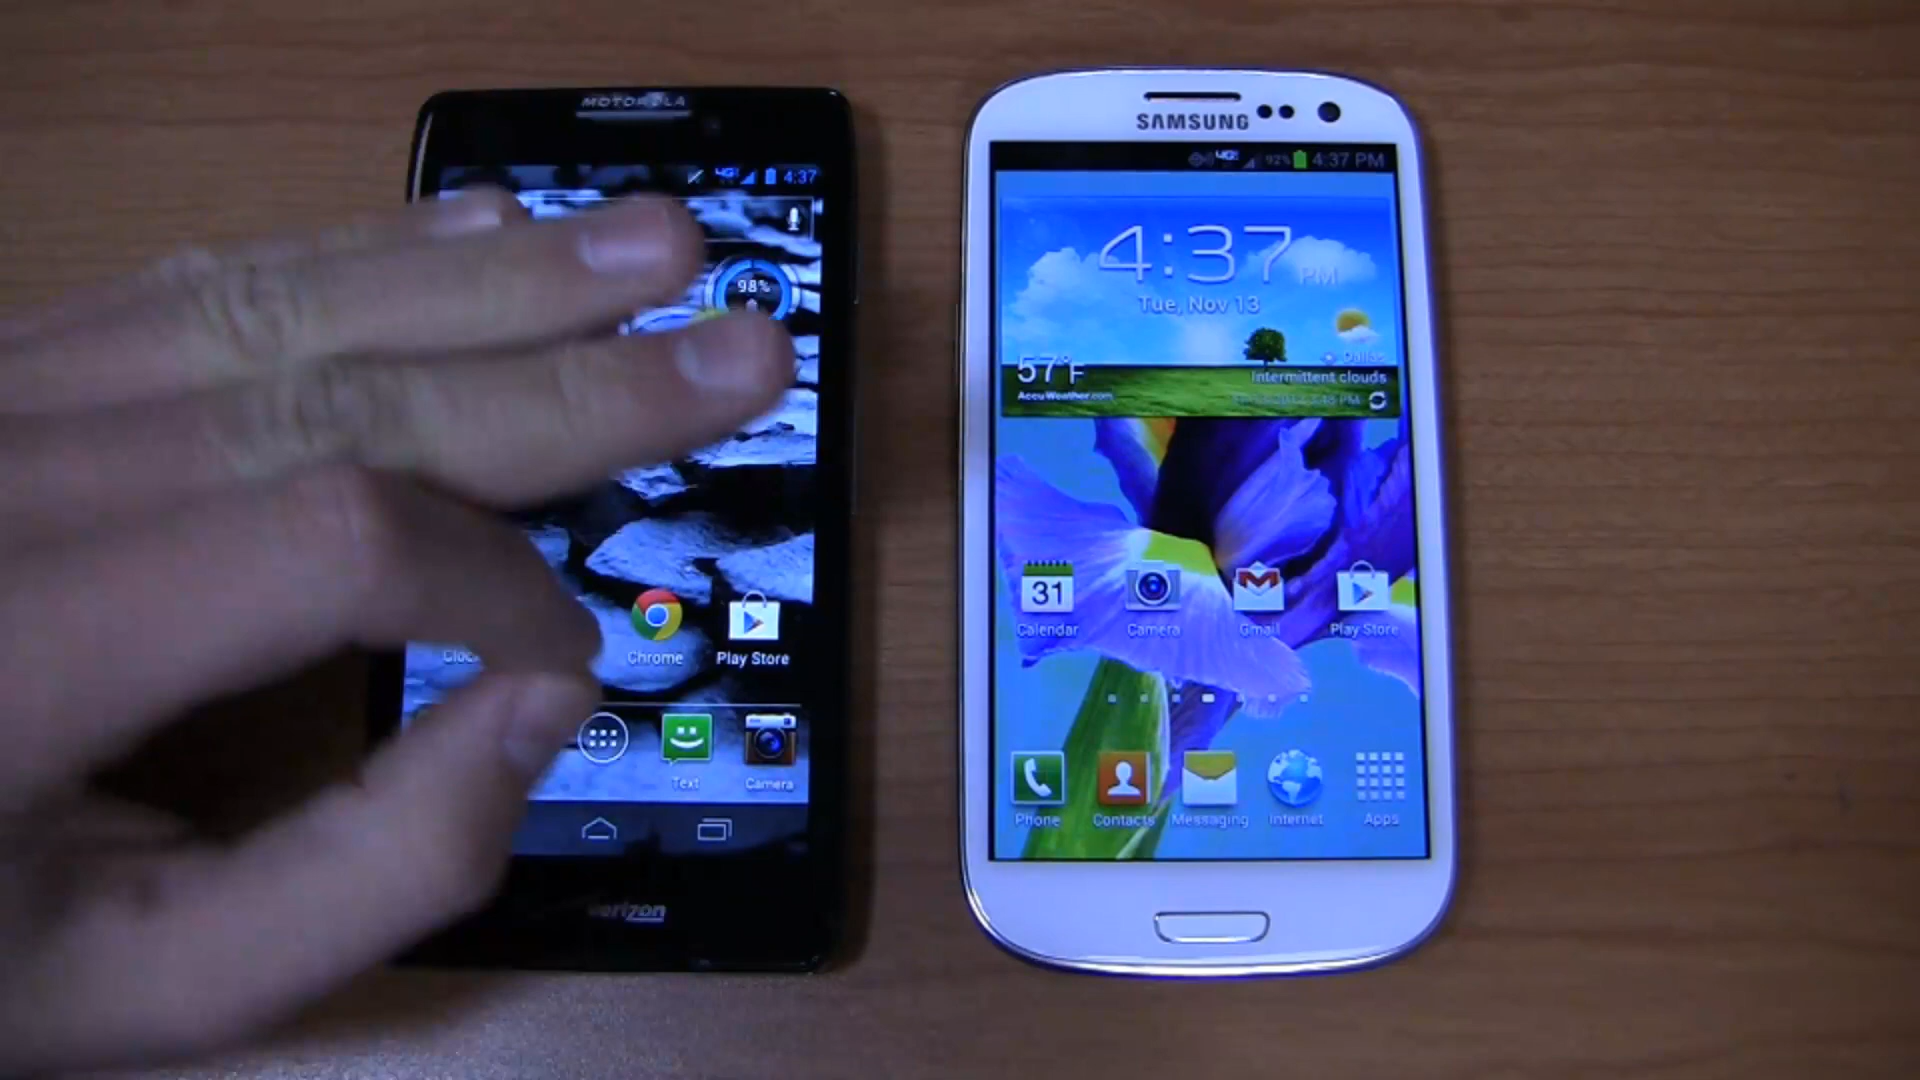 MOTOROLA
4G 4:37
98%
Chrome
Play Store
Text
Camera
verizon
SAMSUNG
4G 92% 4:37 PM
4:37 PM
Tue, Nov 13
57°F
Dallas
Intermittent clouds
AccuWeather.com
31
Calendar
Camera
Gmail
Play Store
Phone
Contacts
Messaging
Internet
Apps